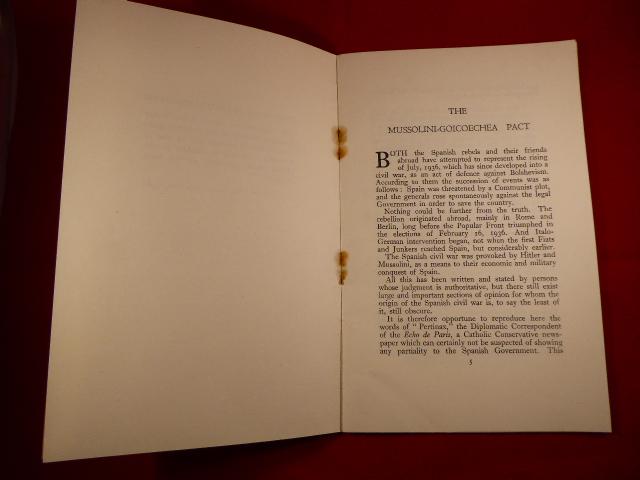 THE
MUSSOLINI-GOICOECHEA PACT
BOTH the Spanish rebels and their friends
abroad have attempted to represent the rising
of July, 1936, which has since developed into a
civil war, as an act of defence against Bolshevism.
According to them the succession of events was as
follows: Spain was threatened by a Communist plot,
and the generals rose spontaneously against the legal
Government in order to save the country.
Nothing could be further from the truth. The
rebellion originated abroad, mainly in Rome and
Berlin, long before the Popular Front triumphed in
the elections of February 16, 1936. And Italo-
German intervention began, not when the first Fiats
and Junkers reached Spain, but considerably earlier.
The Spanish civil war was provoked by Hitler and
Mussolini, as a means to their economic and military
conquest of Spain.
All this has been written and stated by persons
whose judgment is authoritative, but there still exist
large and important sections of opinion for whom the
origin of the Spanish civil war is, to say the least of
it, still obscure.
It is therefore opportune to reproduce here the
words of "Pertinax," the Diplomatic Correspondent
of the Echo de Paris, a Catholic Conservative news-
paper which can certainly not be suspected of showing
any partiality to the Spanish Government. This
5